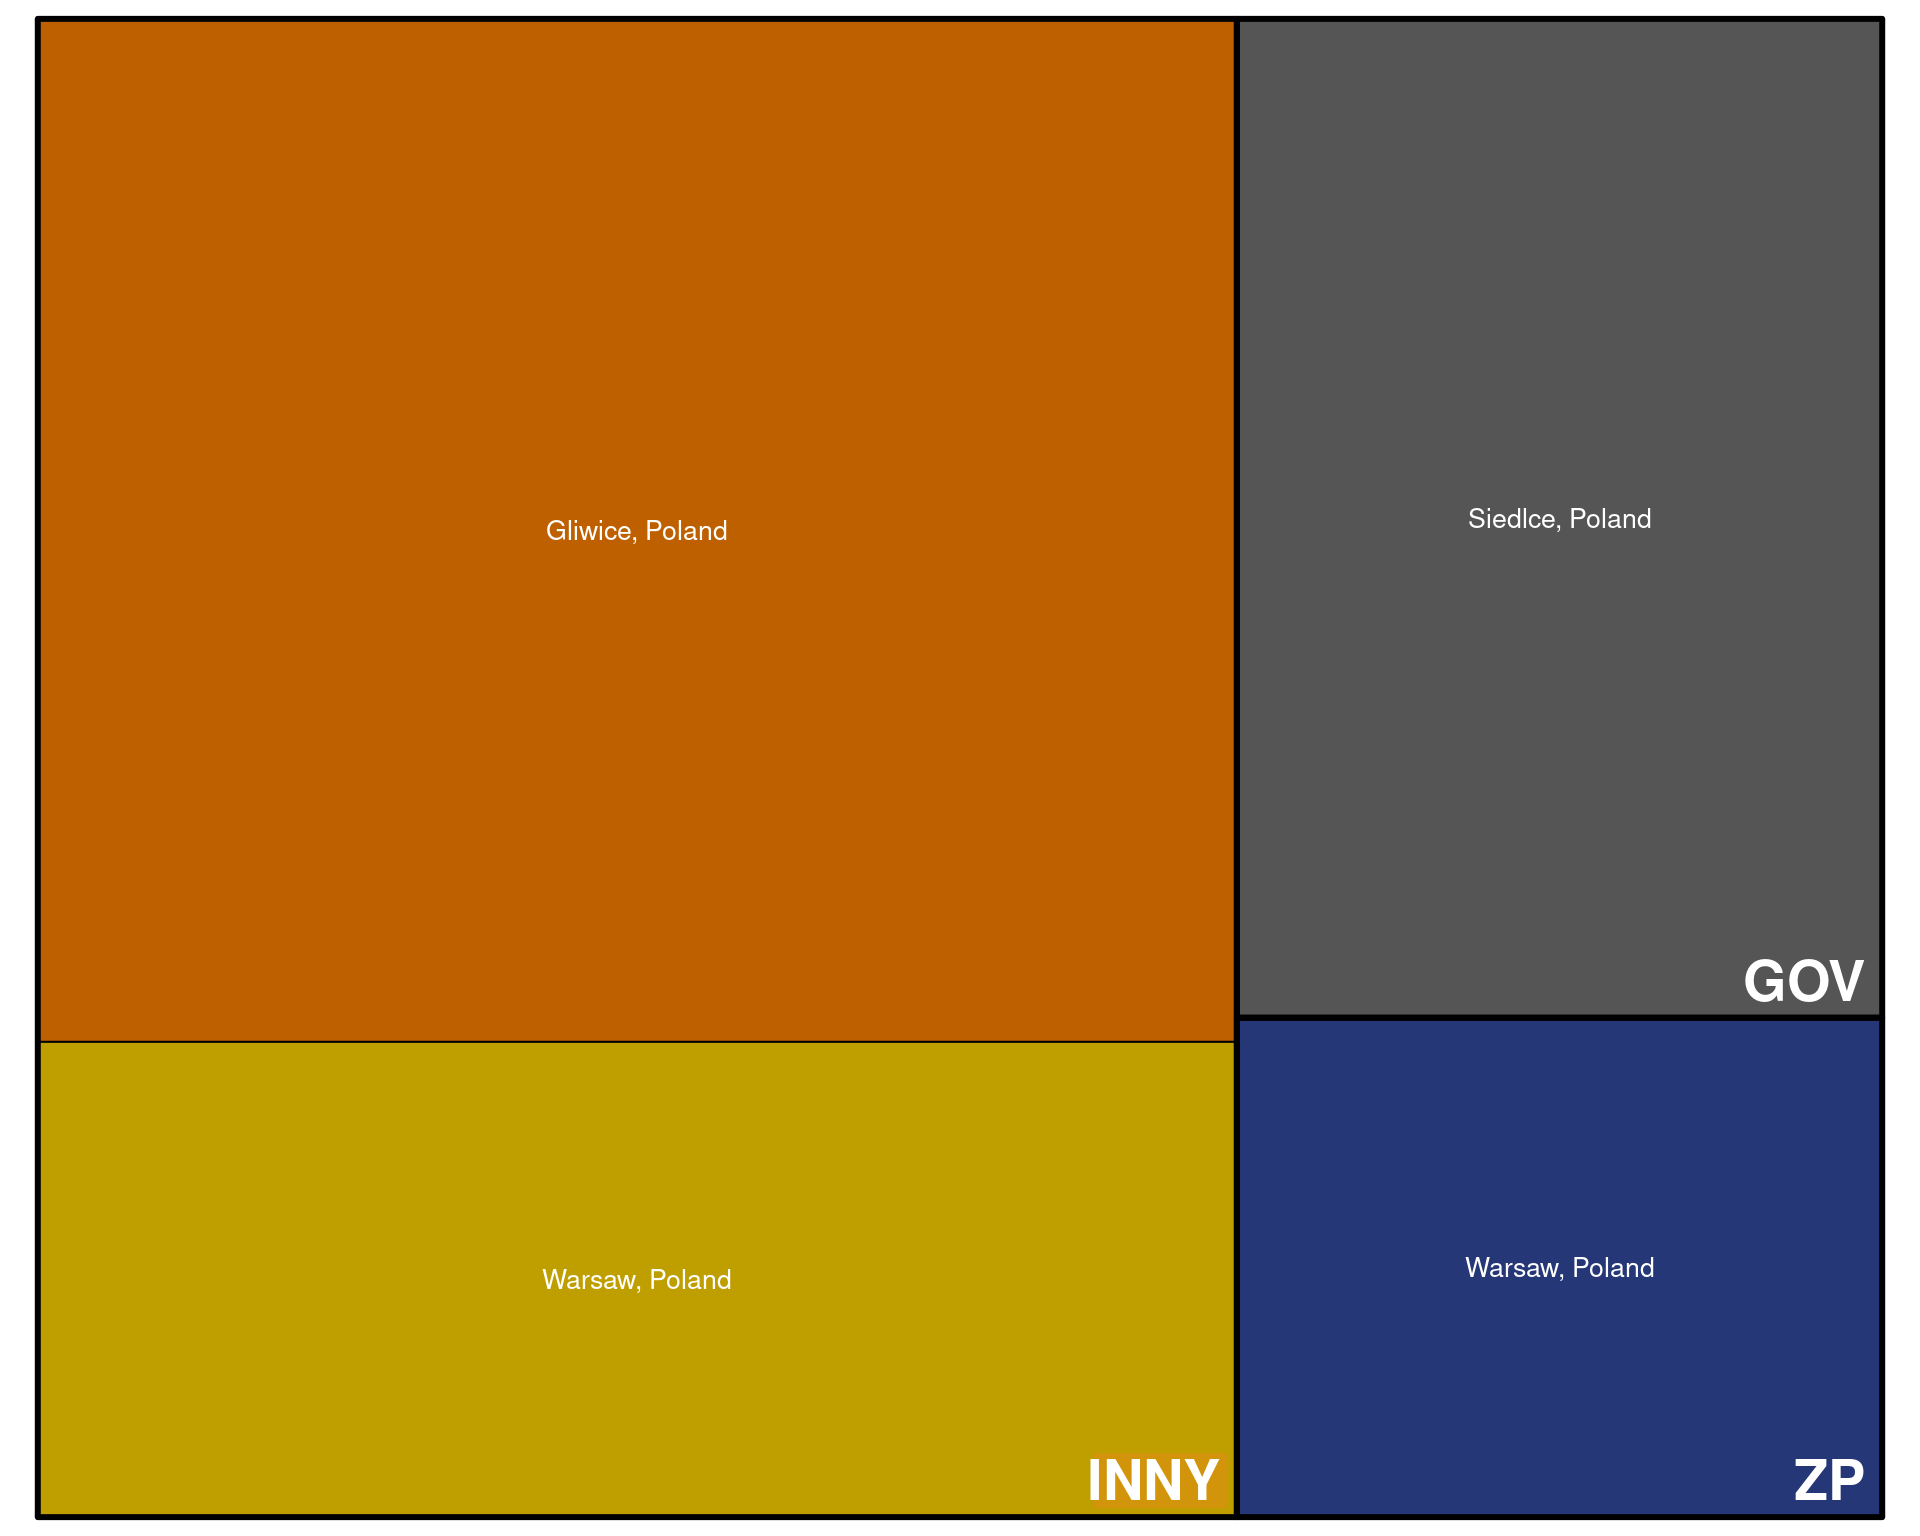 Gliwice, Poland
Siedlce, Poland
GOV
Warsaw, Poland
INNY
Warsaw, Poland
ZP